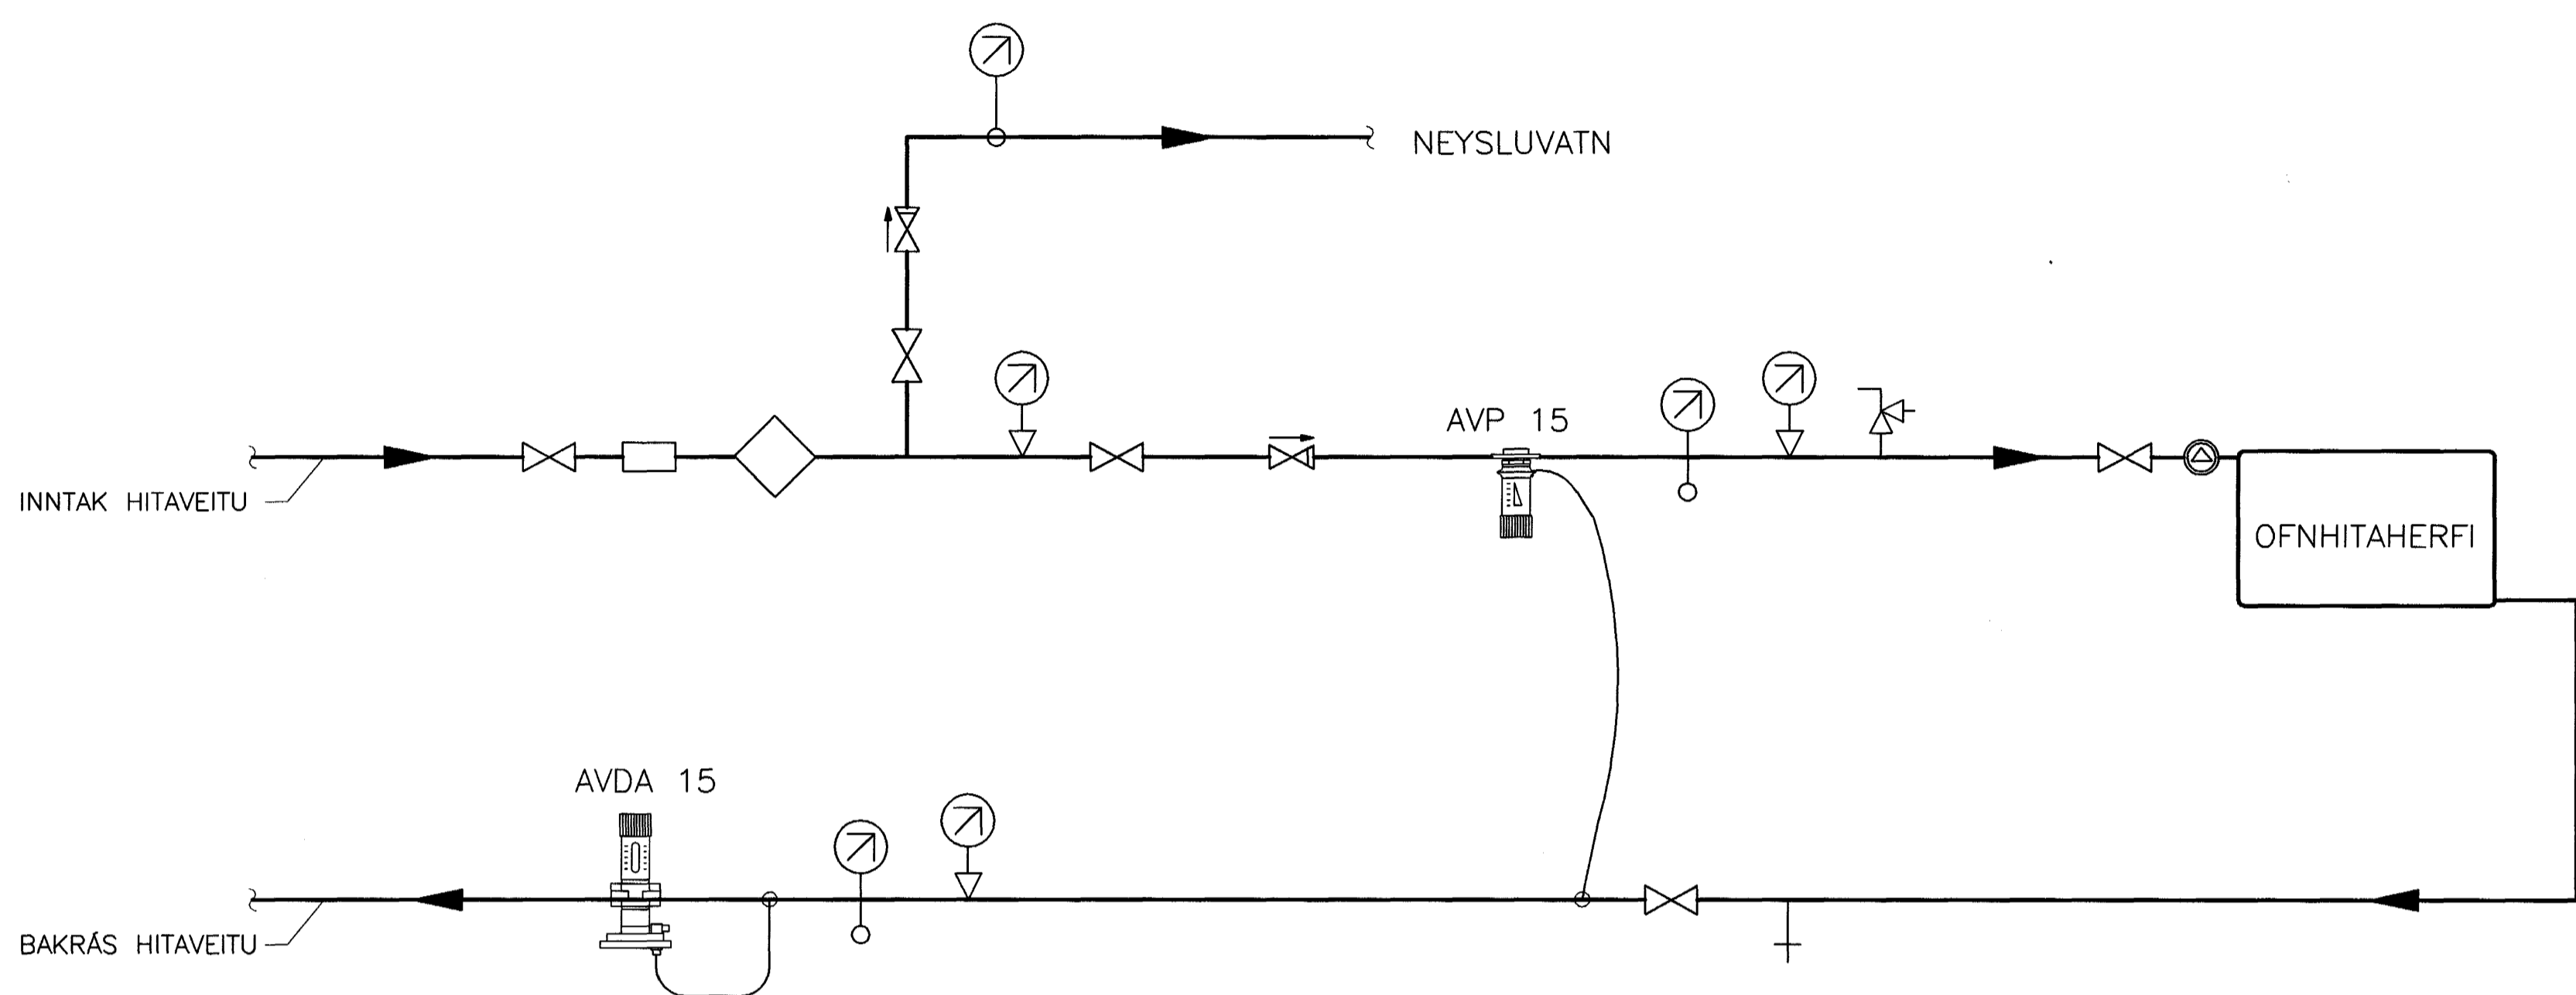 NEYSLUVATN
AVP 15
INNTAK HITAVEITU
OFNHITAHERFI
AVDA 15
BAKRÁS HITAVEITU